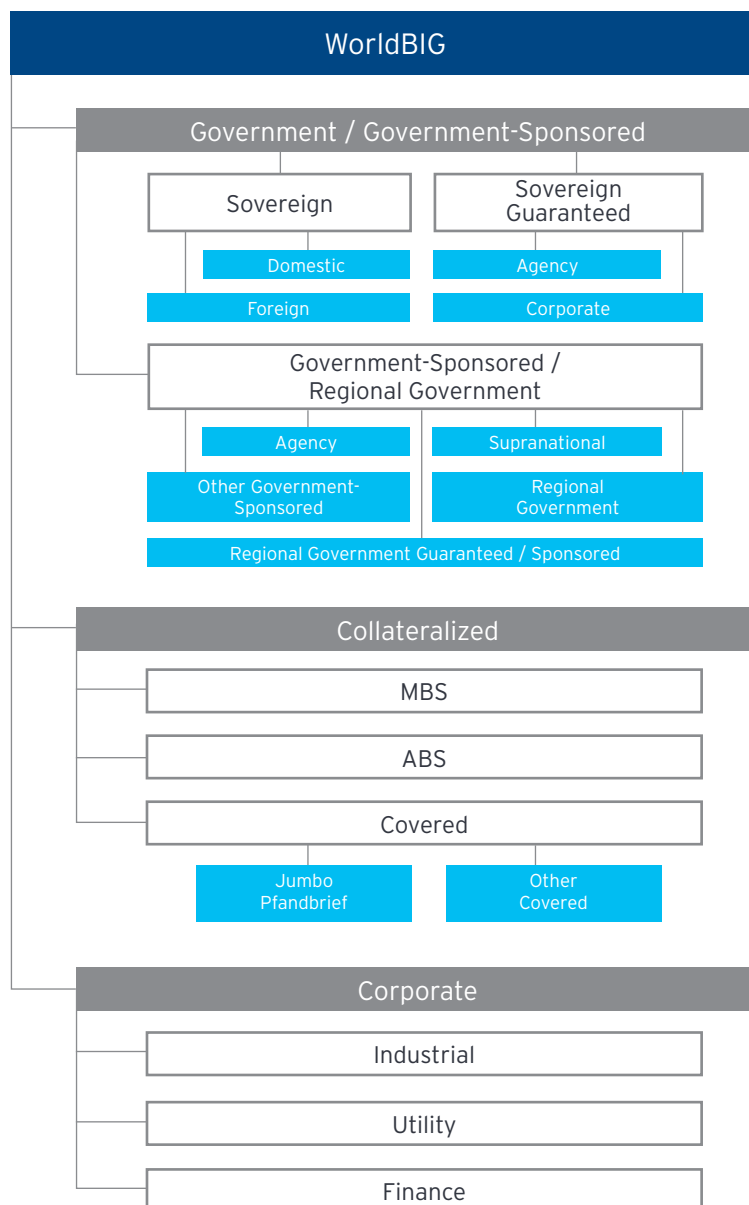 WorldBIG
Government / Government-Sponsored
Sovereign
Sovereign
Guaranteed
Domestic
Agency
Foreign
Corporate
Government-Sponsored /
Regional Government
Agency
Supranational
Other Government-
Sponsored
Regional
Government
Regional Government Guaranteed / Sponsored
Collateralized
MBS
ABS
Covered
Jumbo
Pfandbrief
Other
Covered
Corporate
Industrial
Utility
Finance